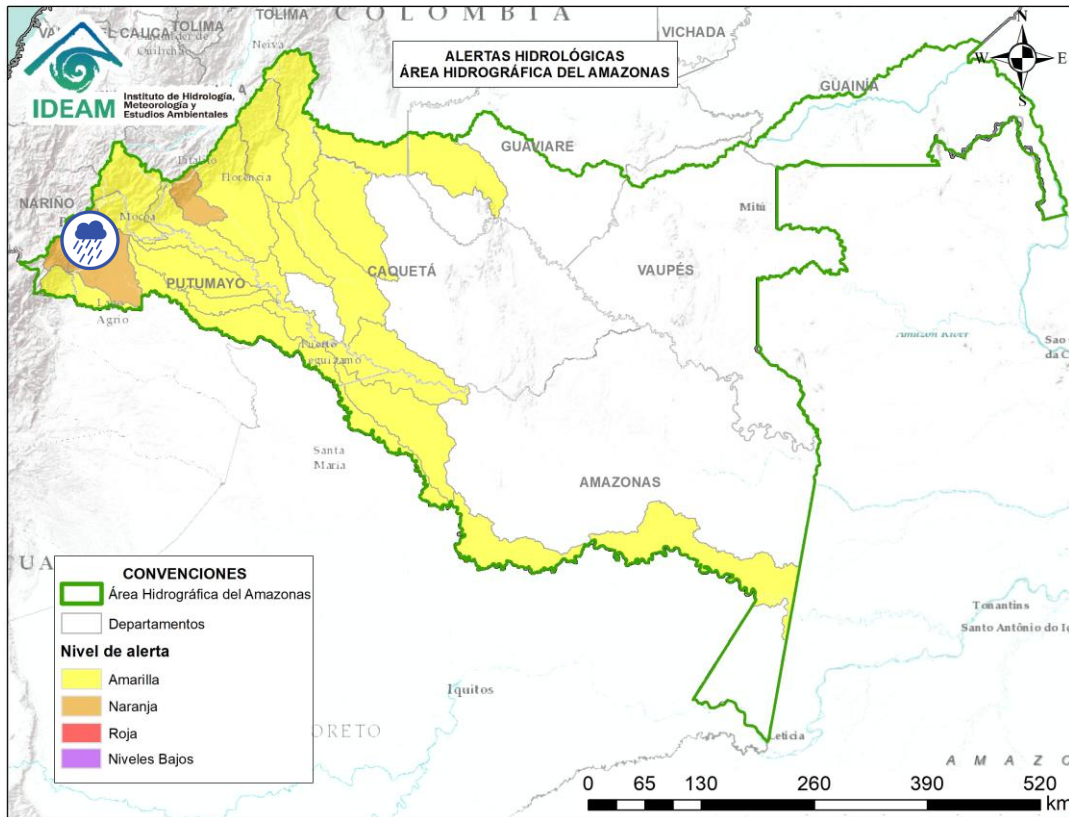 COLOMBIA
TOLIMA
TOLIMA
VICHADA
Neiva
IDEAM
Instituto de Hidrología,
Meteorología y
Estudios Ambientales
ALERTAS HIDROLÓGICAS
ÁREA HIDROGRÁFICA DEL AMAZONAS
N
W
E
S
GUAINÍA
GUAVIARE
Florencia
NARIÑO
Mocoa
Mitú
CAQUETÁ
VAUPÉS
PUTUMAYO
Lago
Agrio
Amazon River
Puerto
Leguízamo
Santa
Maria
AMAZONAS
CONVENCIONES
Área Hidrográfica del Amazonas
Departamentos
Nivel de alerta
Amarilla
Naranja
Roja
Niveles Bajos
Tonantins
Santo Antônio do
Iquitos
ORETO
Leticia
A M A Z O
0 65 130 260 390 520
km